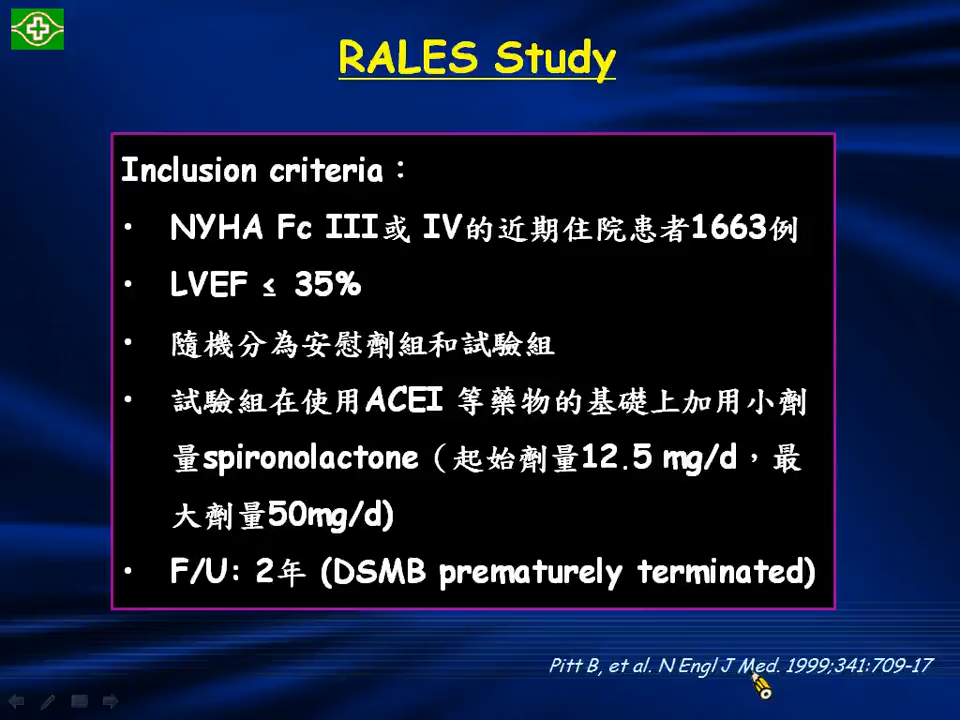 RALES Study
Inclusion criteria：
• NYHA Fc III或 IV的近期住院患者1663例
• LVEF ≤ 35%
• 隨機分為安慰劑組和試驗組
• 試驗組在使用ACEI 等藥物的基礎上加用小劑
量spironolactone（起始劑量12.5 mg/d，最
大劑量50mg/d)
• F/U: 2年 (DSMB prematurely terminated)
Pitt B, et al. N Engl J Med. 1999;341:709-17